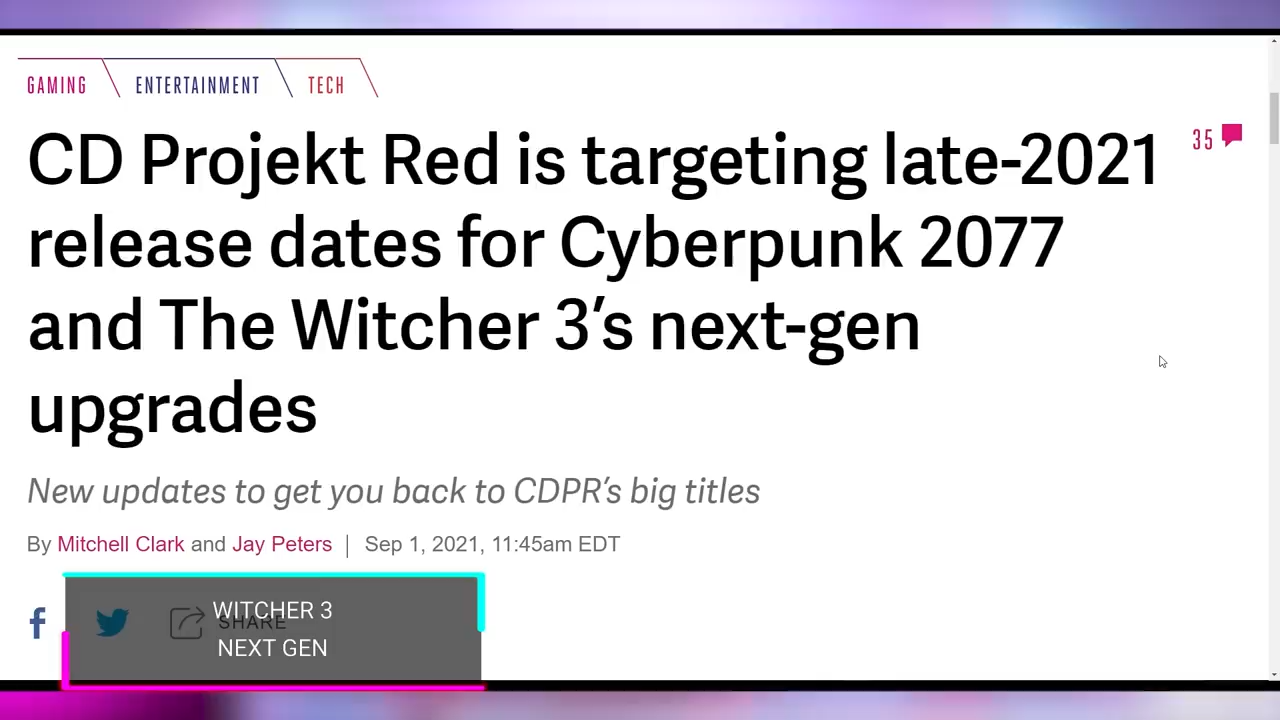 GAMING ENTERTAINMENT TECH
CD Projekt Red is targeting late-2021
35
release dates for Cyberpunk 2077
and The Witcher 3’s next-gen
upgrades
New updates to get you back to CDPR’s big titles
By Mitchell Clark and Jay Peters | Sep 1, 2021, 11:45am EDT
SHARE
WITCHER 3
NEXT GEN